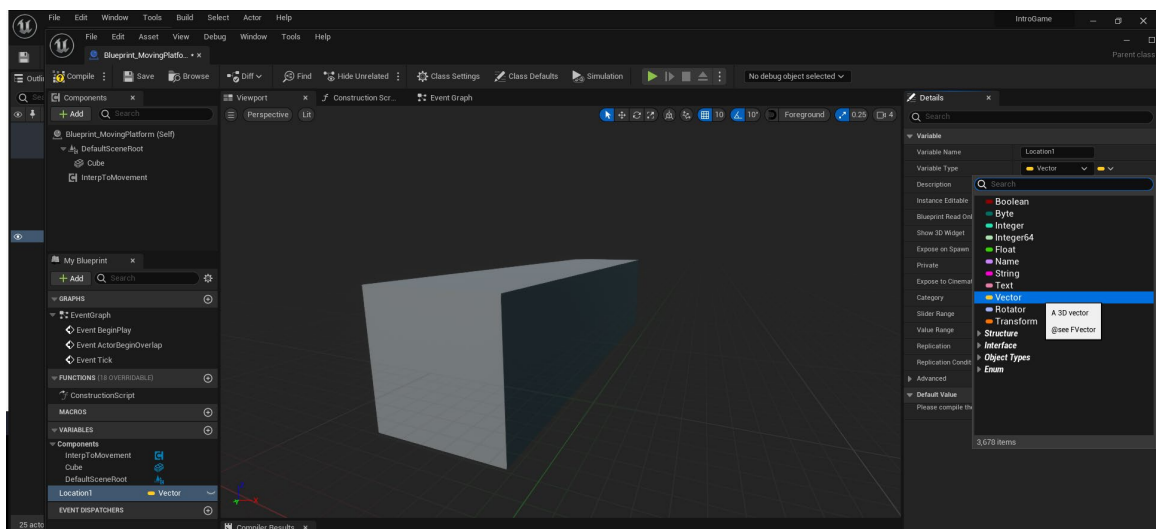 File Edit Window Tools Build Select Actor Help
IntroGame
File Edit Asset View Debug Window Tools Help
Blueprint_MovingPlatfo..
Parent class
Outli
Compile
Save
Browse
Diff
Find
Hide Unrelated
Class Settings
Class Defaults
Simulation
No debug object selected
Components
Viewport
Construction Scr...
Event Graph
Details
+ Add
Search
Perspective
Lit
10
10°
Foreground
0.25
4
Search
Blueprint_MovingPlatform (Self)
DefaultSceneRoot
Cube
InterpToMovement
Variable
Variable Name
Location1
Variable Type
Vector
Description
Instance Editable
Blueprint Read Onl
Show 3D Widget
Expose on Spawn
Private
Expose to Cinemat
Category
Slider Range
Value Range
Replication
Replication Condit
Advanced
Default Value
Please compile the
Search
Boolean
Byte
Integer
Integer64
Float
Name
String
Text
Vector
Rotator
Transform
Structure
Interface
Object Types
Enum
A 3D vector
@see FVector
3,678 items
My Blueprint
+ Add
Search
GRAPHS
EventGraph
Event BeginPlay
Event ActorBeginOverlap
Event Tick
FUNCTIONS (18 OVERRIDABLE)
ConstructionScript
MACROS
VARIABLES
Components
InterpToMovement
Cube
DefaultSceneRoot
Location1
Vector
EVENT DISPATCHERS
25 acto
Compiler Results